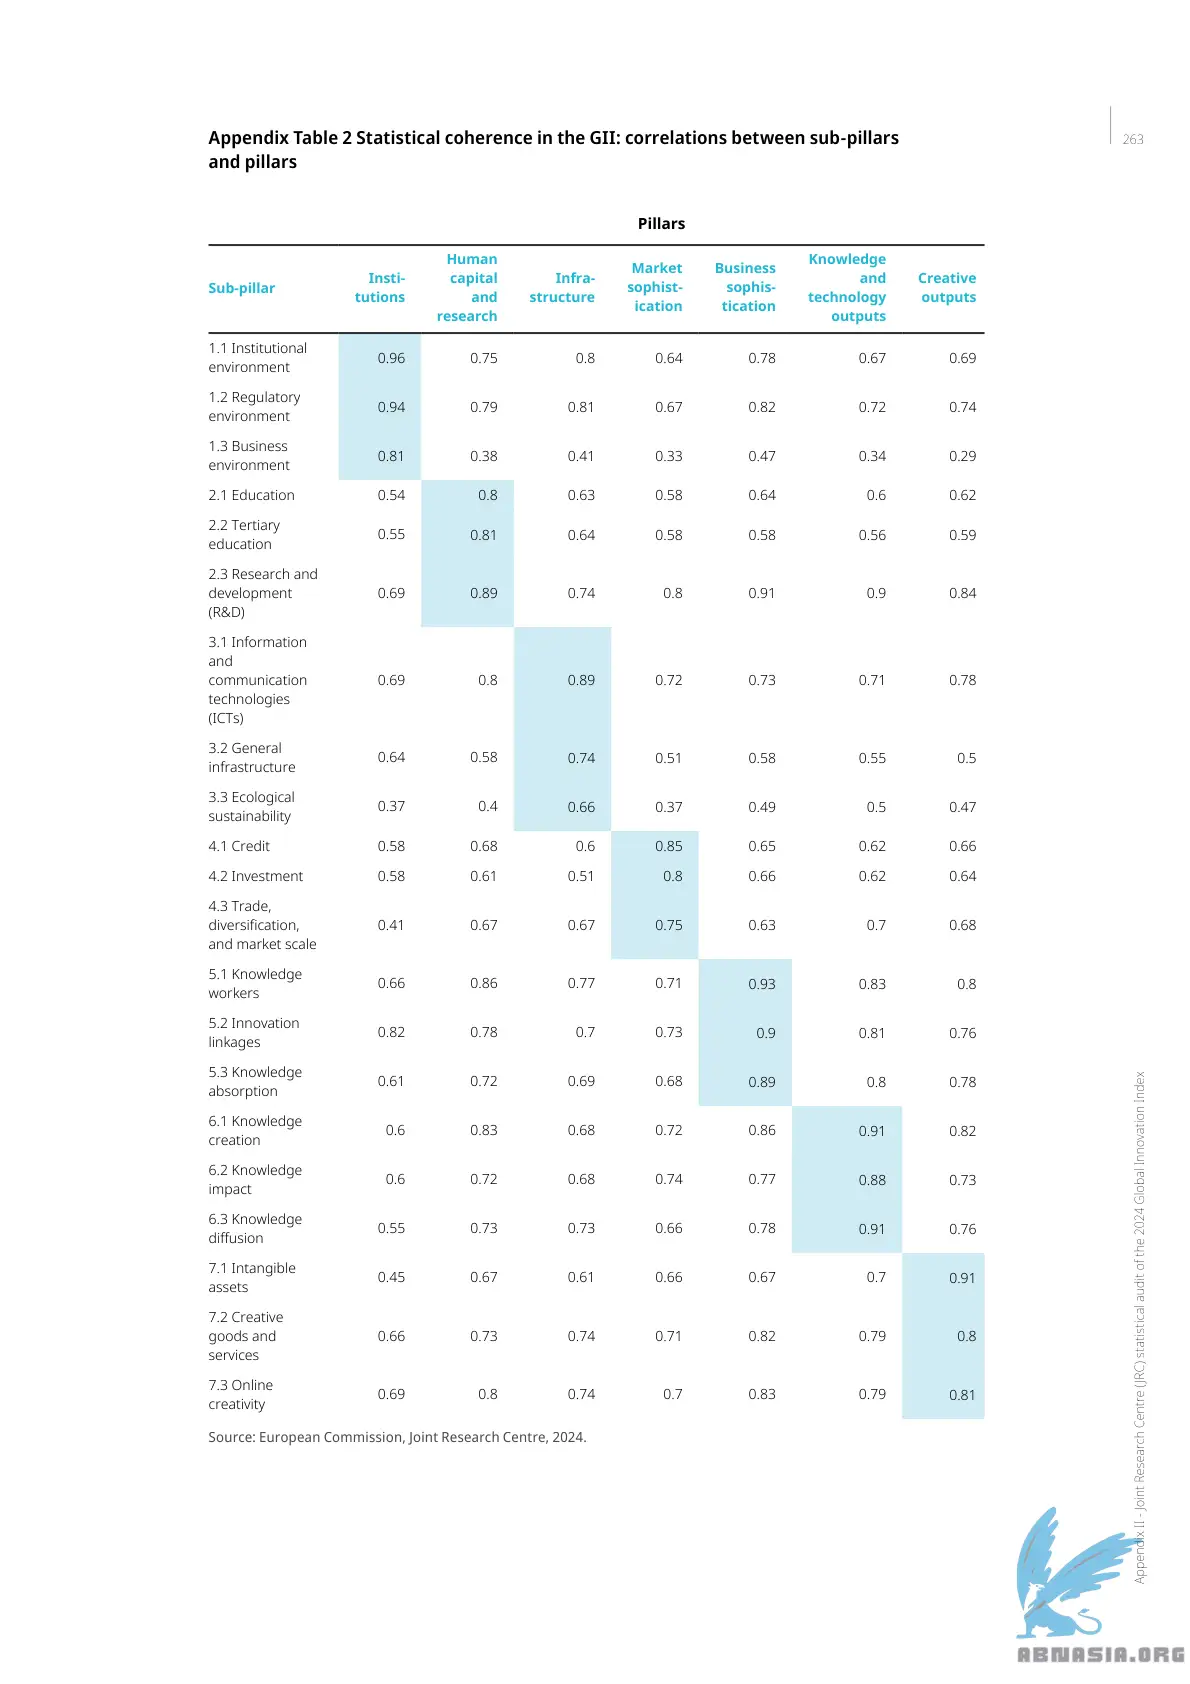 Appendix Table 2 Statistical coherence in the GII: correlations between sub-pillars
and pillars
263
Pillars
Sub-pillar
Insti-
tutions
Human
capital
and
research
Infra-
structure
Market
sophist-
ication
Business
sophis-
tication
Knowledge
and
technology
outputs
Creative
outputs
1.1 Institutional
environment
0.96 0.75 0.8 0.64 0.78 0.67 0.69
1.2 Regulatory
environment
0.94 0.79 0.81 0.67 0.82 0.72 0.74
1.3 Business
environment
0.81 0.38 0.41 0.33 0.47 0.34 0.29
2.1 Education 0.54 0.8 0.63 0.58 0.64 0.6 0.62
2.2 Tertiary
education
0.55 0.81 0.64 0.58 0.58 0.56 0.59
2.3 Research and
development
(R&D)
0.69 0.89 0.74 0.8 0.91 0.9 0.84
3.1 Information
and
communication
technologies
(ICTs)
0.69 0.8 0.89 0.72 0.73 0.71 0.78
3.2 General
infrastructure
0.64 0.58 0.74 0.51 0.58 0.55 0.5
3.3 Ecological
sustainability
0.37 0.4 0.66 0.37 0.49 0.5 0.47
4.1 Credit 0.58 0.68 0.6 0.85 0.65 0.62 0.66
4.2 Investment 0.58 0.61 0.51 0.8 0.66 0.62 0.64
4.3 Trade,
diversification,
and market scale
0.41 0.67 0.67 0.75 0.63 0.7 0.68
5.1 Knowledge
workers
0.66 0.86 0.77 0.71 0.93 0.83 0.8
5.2 Innovation
linkages
0.82 0.78 0.7 0.73 0.9 0.81 0.76
5.3 Knowledge
absorption
0.61 0.72 0.69 0.68 0.89 0.8 0.78
6.1 Knowledge
creation
0.6 0.83 0.68 0.72 0.86 0.91 0.82
6.2 Knowledge
impact
0.6 0.72 0.68 0.74 0.77 0.88 0.73
6.3 Knowledge
diffusion
0.55 0.73 0.73 0.66 0.78 0.91 0.76
7.1 Intangible
assets
0.45 0.67 0.61 0.66 0.67 0.7 0.91
7.2 Creative
goods and
services
0.66 0.73 0.74 0.71 0.82 0.79 0.8
7.3 Online
creativity
0.69 0.8 0.74 0.7 0.83 0.79 0.81
Source: European Commission, Joint Research Centre, 2024.
Appendix II - Joint Research Centre (JRC) statistical audit of the 2024 Global Innovation Index
ABNASIA.ORG